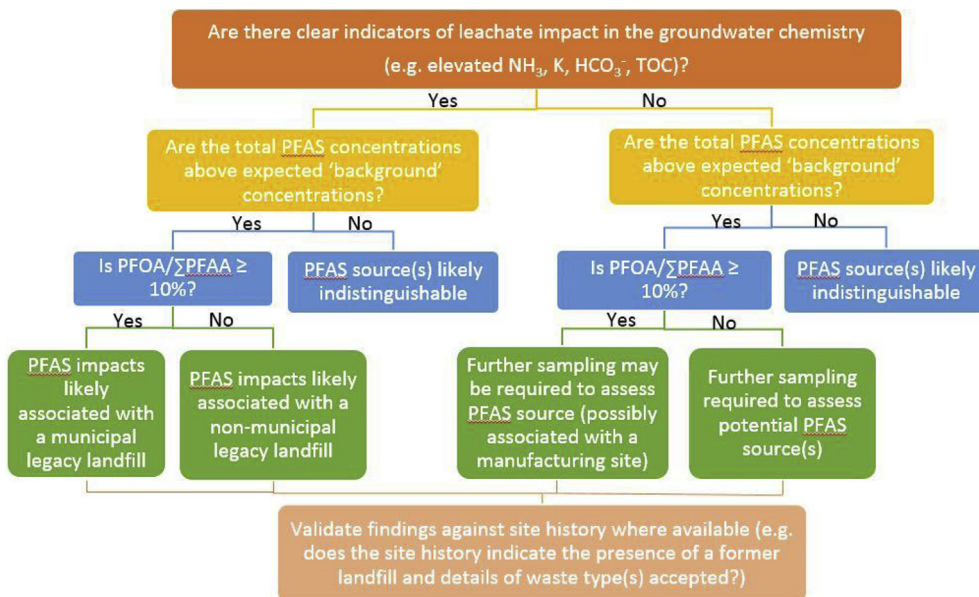 Are there clear indicators of leachate impact in the groundwater chemistry
(e.g. elevated NH₃, K, HCO₃⁻, TOC)?
Yes
No
Are the total PFAS concentrations
above expected ‘background’
concentrations?
Are the total PFAS concentrations
above expected ‘background’
concentrations?
Yes
No
Yes
No
Is PFOA/∑PFAA ≥
10%?
PFAS source(s) likely
indistinguishable
Is PFOA/∑PFAA ≥
10%?
PFAS source(s) likely
indistinguishable
Yes
No
Yes
No
PFAS impacts
likely
associated with
a municipal
legacy landfill
PFAS impacts likely
associated with a
non-municipal
legacy landfill
Further sampling may
be required to assess
PFAS source (possibly
associated with a
manufacturing site)
Further sampling
required to assess
potential PFAS
source(s)
Validate findings against site history where available (e.g.
does the site history indicate the presence of a former
landfill and details of waste type(s) accepted?)